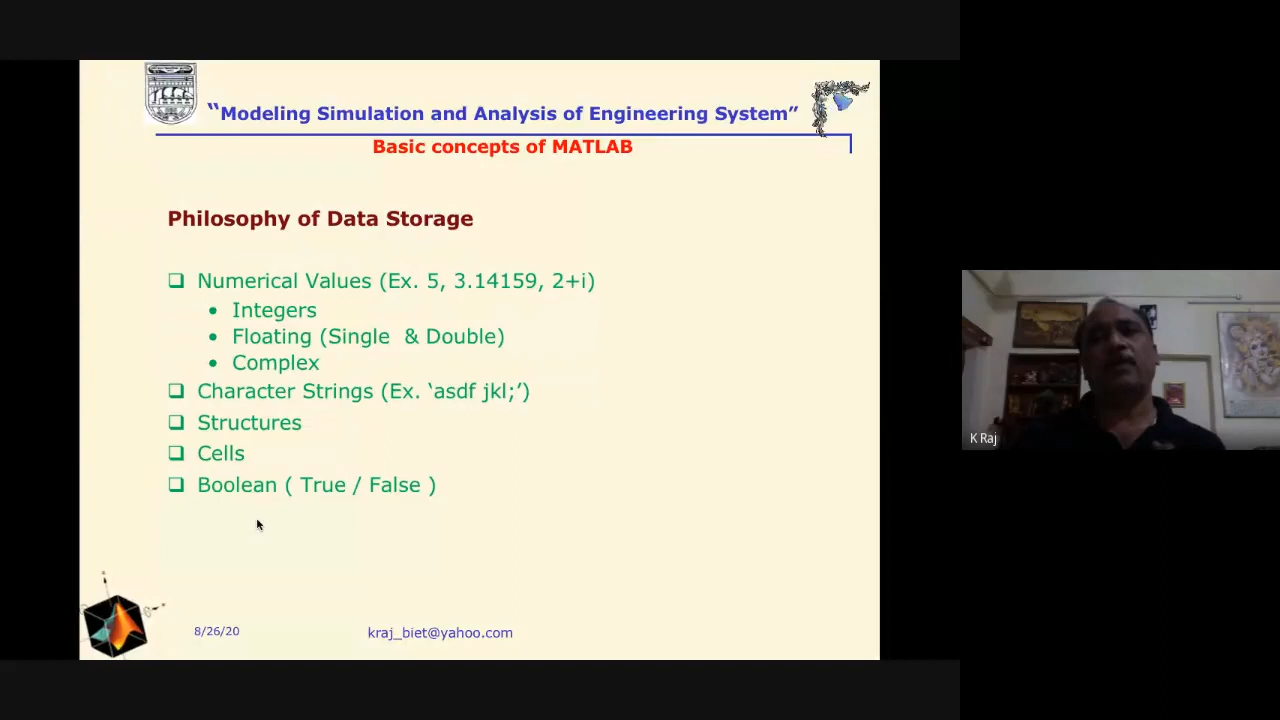 “Modeling Simulation and Analysis of Engineering System”
Basic concepts of MATLAB
Philosophy of Data Storage
❑ Numerical Values (Ex. 5, 3.14159, 2+i)
• Integers
• Floating (Single & Double)
• Complex
❑ Character Strings (Ex. ‘asdf jkl;’)
❑ Structures
❑ Cells
❑ Boolean ( True / False )
8/26/20
kraj_biet@yahoo.com
K Raj